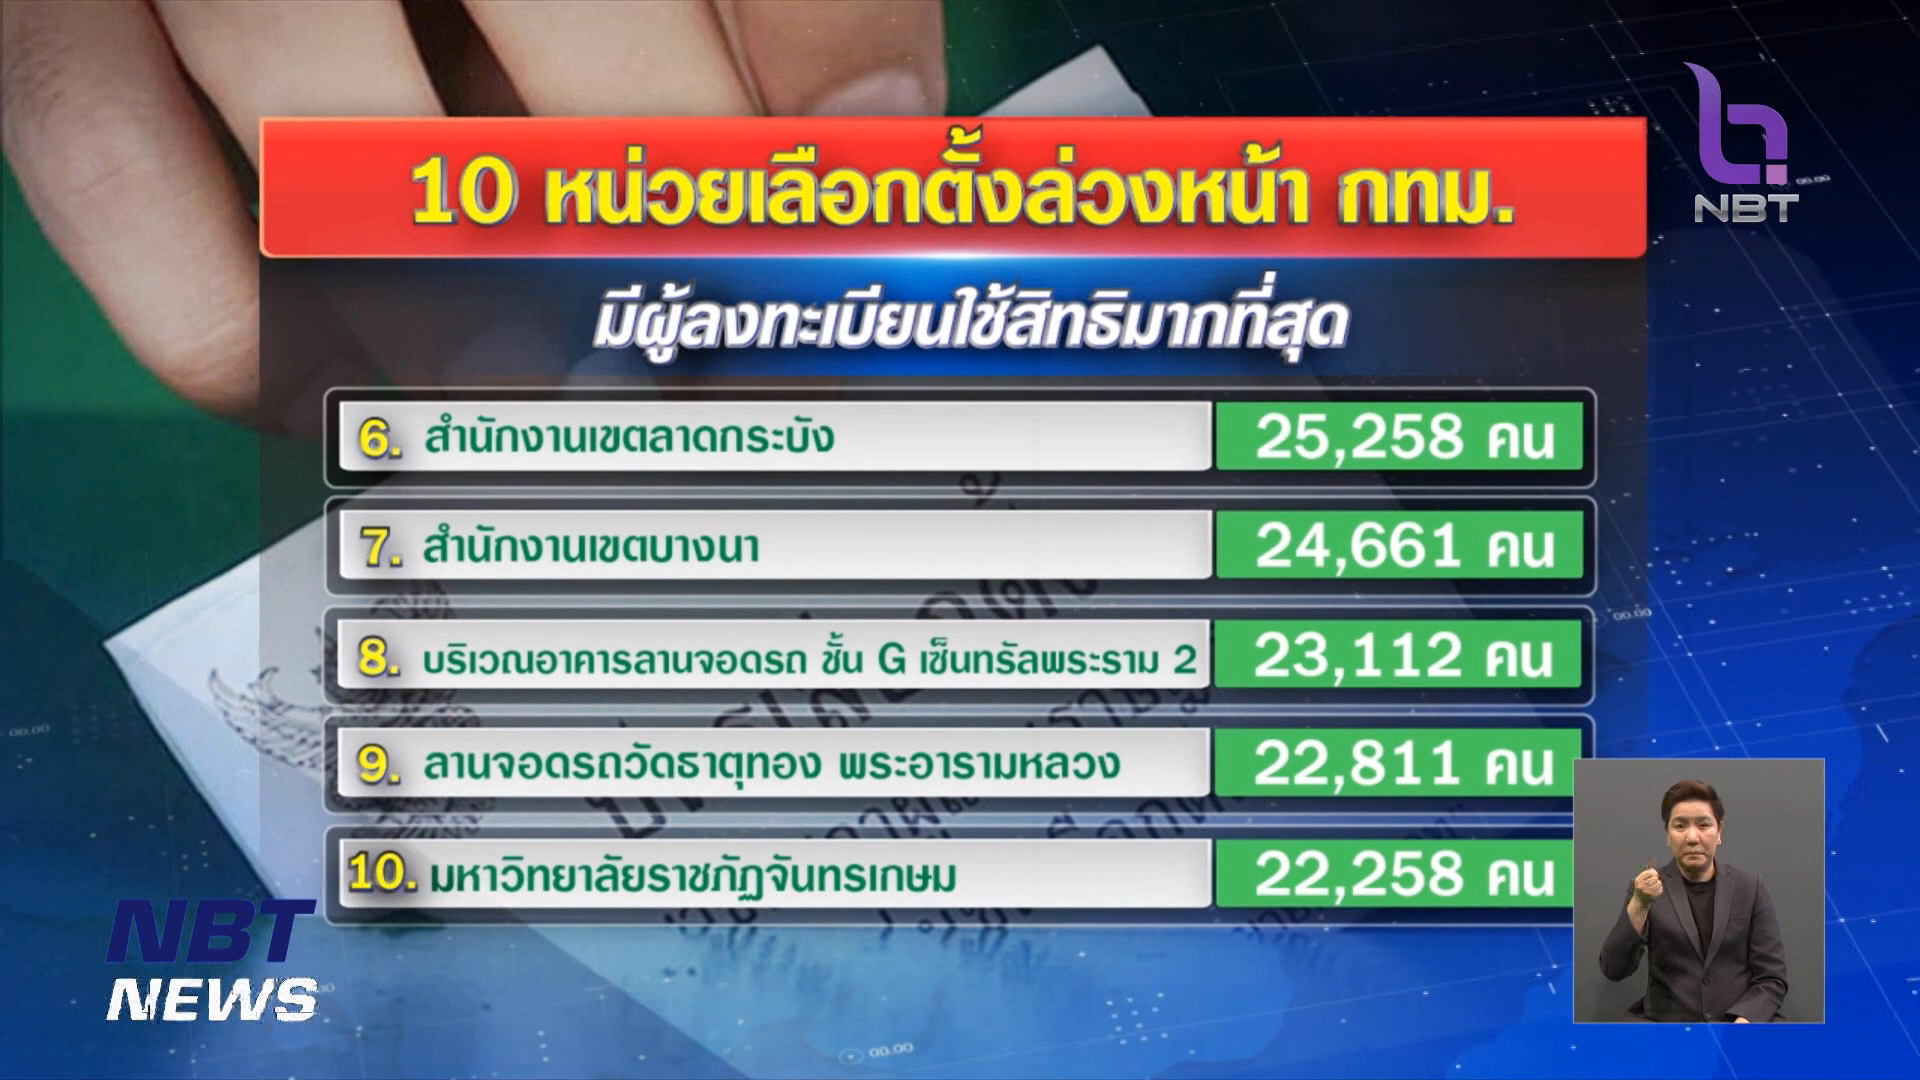 10 หน่วยเลือกตั้งล่วงหน้า กทม.
NBT
มีผู้ลงทะเบียนใช้สิทธิมากที่สุด
6. สำนักงานเขตลาดกระบัง 25,258 คน
7. สำนักงานเขตบางนา 24,661 คน
8. บริเวณอาคารลานจอดรถ ชั้น G เซ็นทรัลพระราม 2 23,112 คน
9. ลานจอดรถวัดธาตุทอง พระอารามหลวง 22,811 คน
10. มหาวิทยาลัยราชภัฏจันทรเกษม 22,258 คน
NBT
NEWS